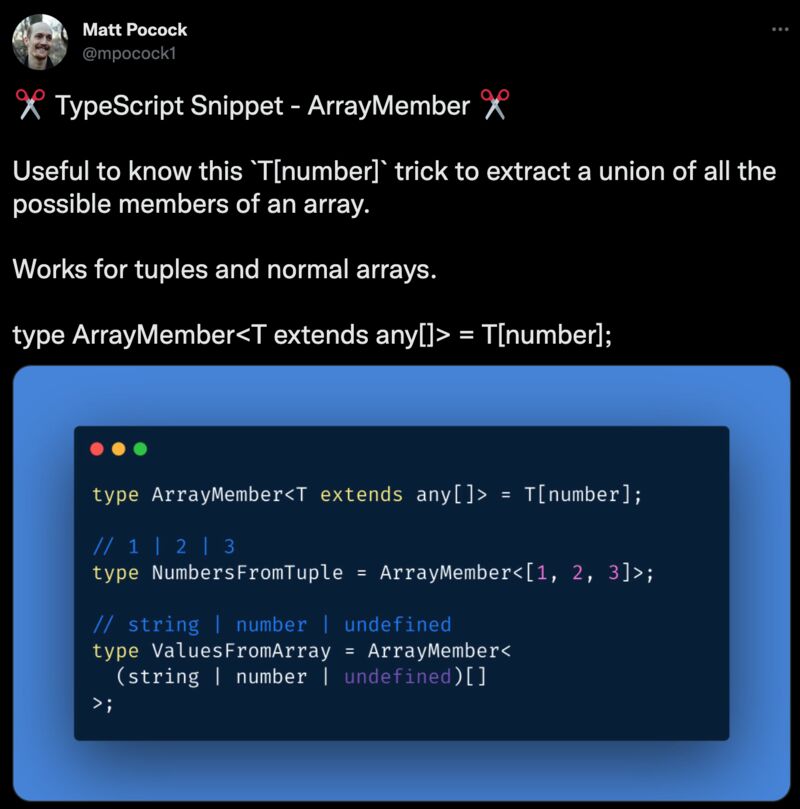 Matt Pocock
@mpocock1
✂️ TypeScript Snippet - ArrayMember ✂️
Useful to know this `T[number]` trick to extract a union of all the
possible members of an array.
Works for tuples and normal arrays.
type ArrayMember<T extends any[]> = T[number];
type ArrayMember<T extends any[]> = T[number];
// 1 | 2 | 3
type NumbersFromTuple = ArrayMember<[1, 2, 3]>;
// string | number | undefined
type ValuesFromArray = ArrayMember<
(string | number | undefined)[]
>;